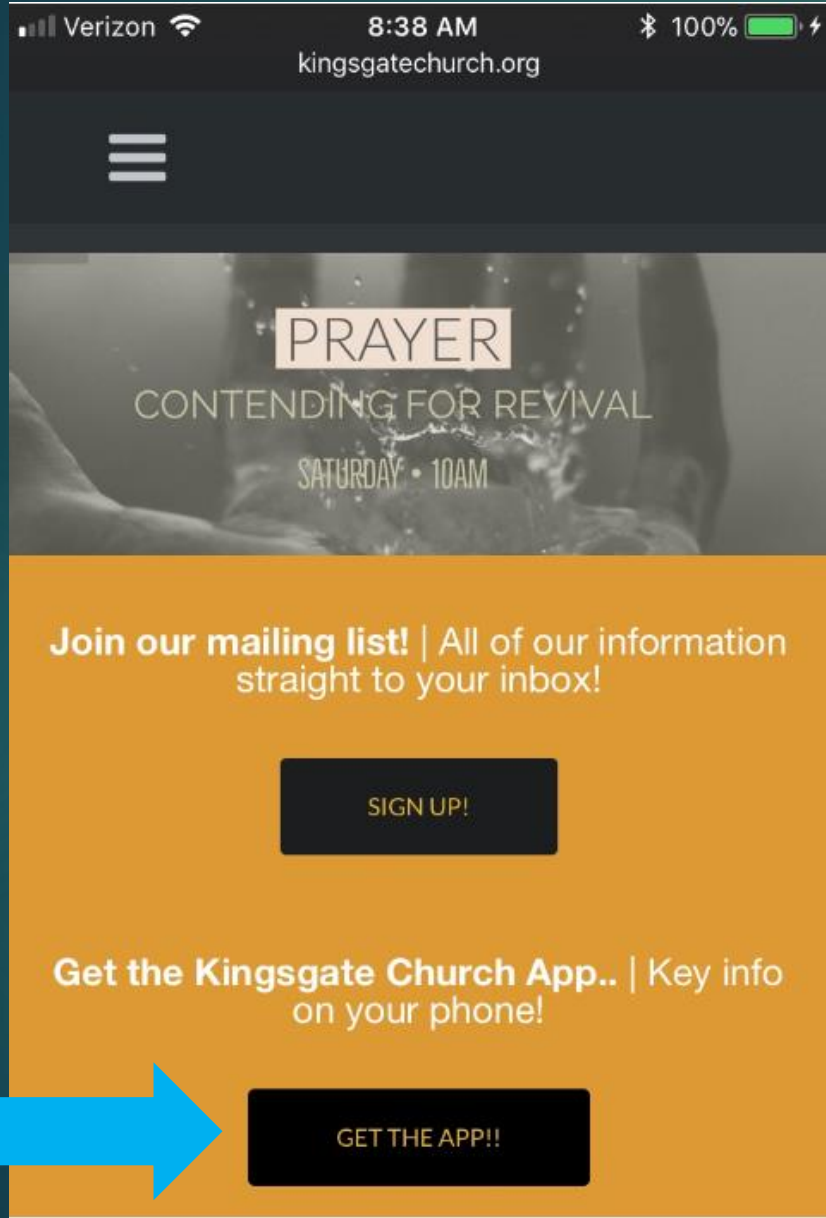 Verizon 8:38 AM 100%
kingsgatechurch.org
PRAYER
CONTENDING FOR REVIVAL
SATURDAY • 10AM
Join our mailing list! | All of our information
straight to your inbox!
SIGN UP!
Get the Kingsgate Church App.. | Key info
on your phone!
GET THE APP!!